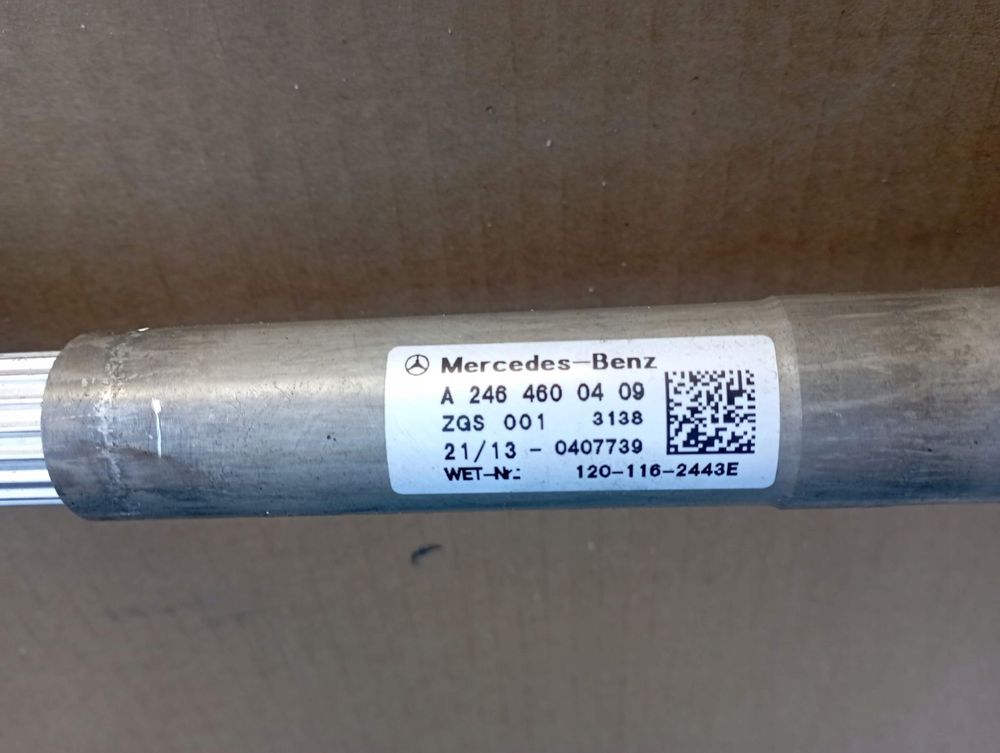 Mercedes-Benz
A 246 460 04 09
ZGS 001 3138
21/13 - 0407739
WET-Nr.: 120-116-2443E